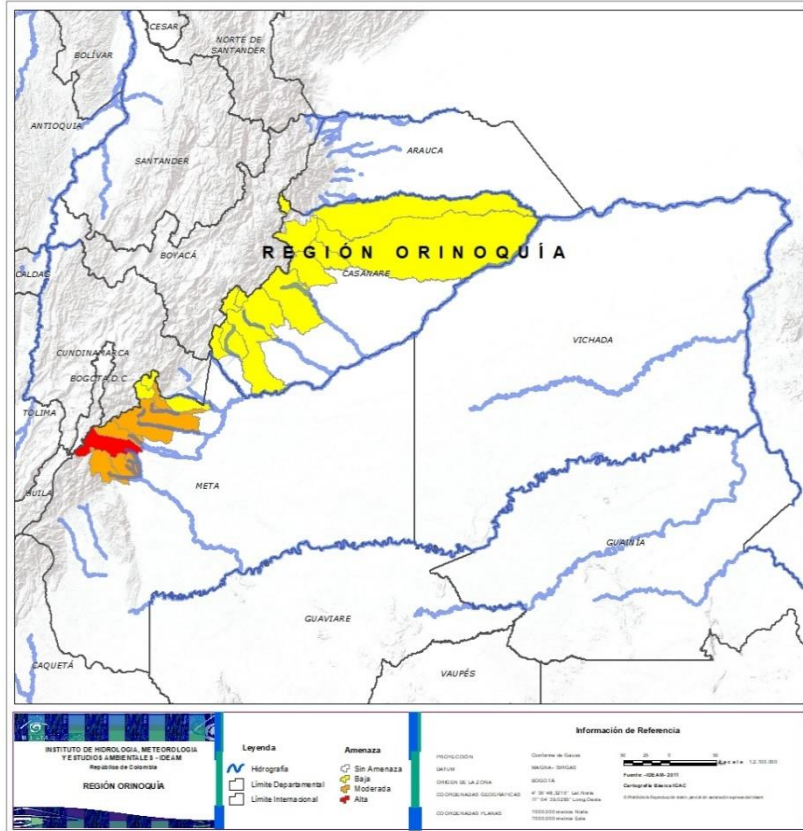 CESAR
NORTE DE
SANTANDER
BOLÍVAR
ANTIOQUIA
ARAUCA
SANTANDER
BOYACÁ
REGIÓN ORINOQUÍA
CASANARE
CALDAS
CUNDINAMARCA
VICHADA
BOGOTA D.C
TOLIMA
META
HUILA
GUAINÍA
GUAVIARE
CAQUETÁ
VAUPÉS
INSTITUTO DE HIDROLOGIA, METEOROLOGIA
Y ESTUDIOS AMBIENTALES - IDEAM
República de Colombia
REGIÓN ORINOQUÍA
Leyenda
Hidrografía
Límite Departamental
Límite Internacional
Amenaza
Sin Amenaza
Baja
Moderada
Alta
Información de Referencia
PROYECCIÓN
Conforme de Gauss
DATUM
MAGNA - SIRGAS
ORIGEN DE LA ZONA
BOGOTÁ
COORDENADAS GEOGRÁFICAS
COORDENADAS PLANAS
Fuente: -IDEAM- 2011
Cartografía Básica IGAC